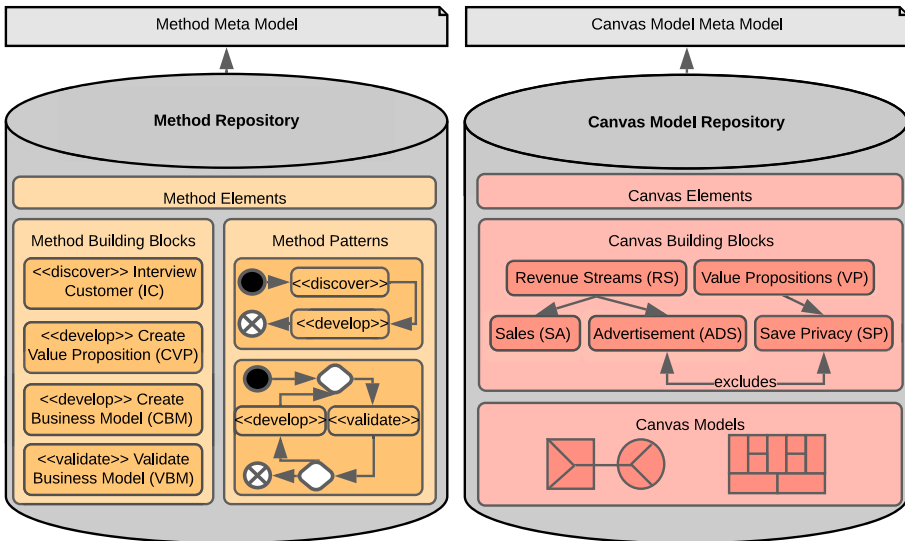 Method Meta Model
Canvas Model Meta Model
Method Repository
Method Elements
Method Building Blocks
<<discover>> Interview
Customer (IC)
<<develop>> Create
Value Proposition (CVP)
<<develop>> Create
Business Model (CBM)
<<validate>> Validate
Business Model (VBM)
Method Patterns
<<discover>>
<<develop>>
<<develop>>
<<validate>>
Canvas Model Repository
Canvas Elements
Canvas Building Blocks
Revenue Streams (RS)
Value Propositions (VP)
Sales (SA)
Advertisement (ADS)
Save Privacy (SP)
excludes
Canvas Models